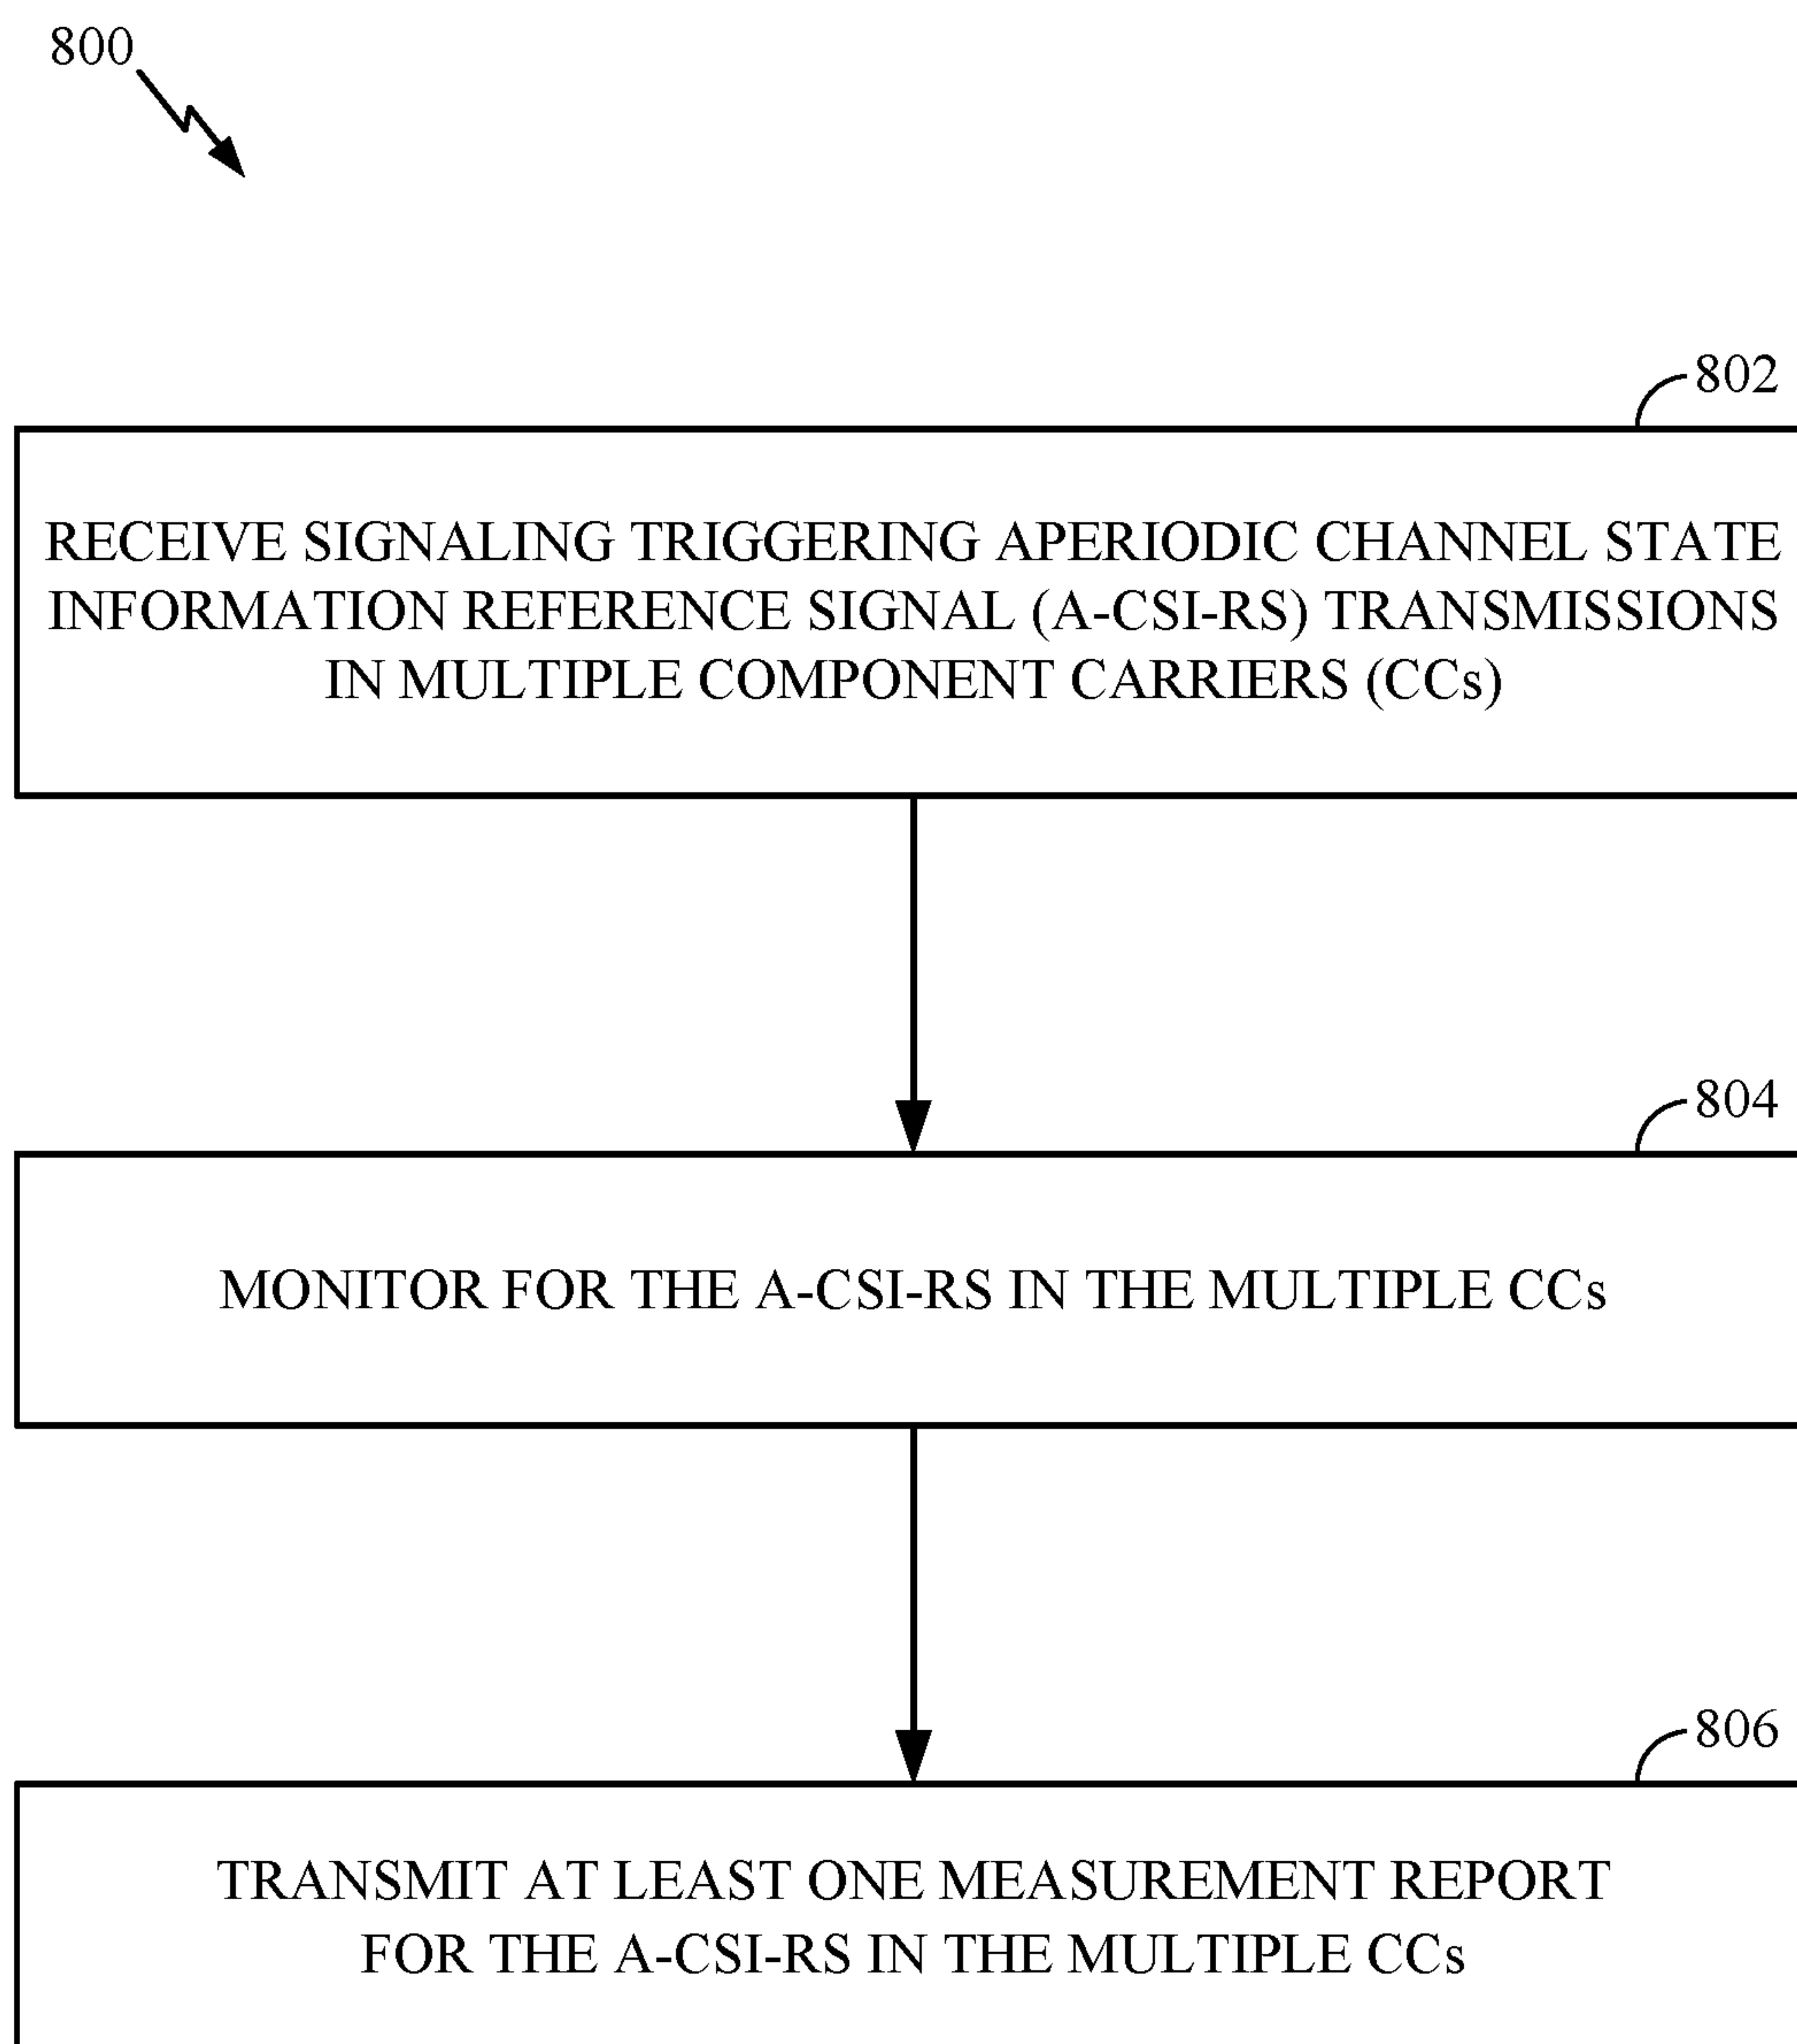 800
802
RECEIVE SIGNALING TRIGGERING APERIODIC CHANNEL STATE
INFORMATION REFERENCE SIGNAL (A-CSI-RS) TRANSMISSIONS
IN MULTIPLE COMPONENT CARRIERS (CCs)
804
MONITOR FOR THE A-CSI-RS IN THE MULTIPLE CCs
806
TRANSMIT AT LEAST ONE MEASUREMENT REPORT
FOR THE A-CSI-RS IN THE MULTIPLE CCs